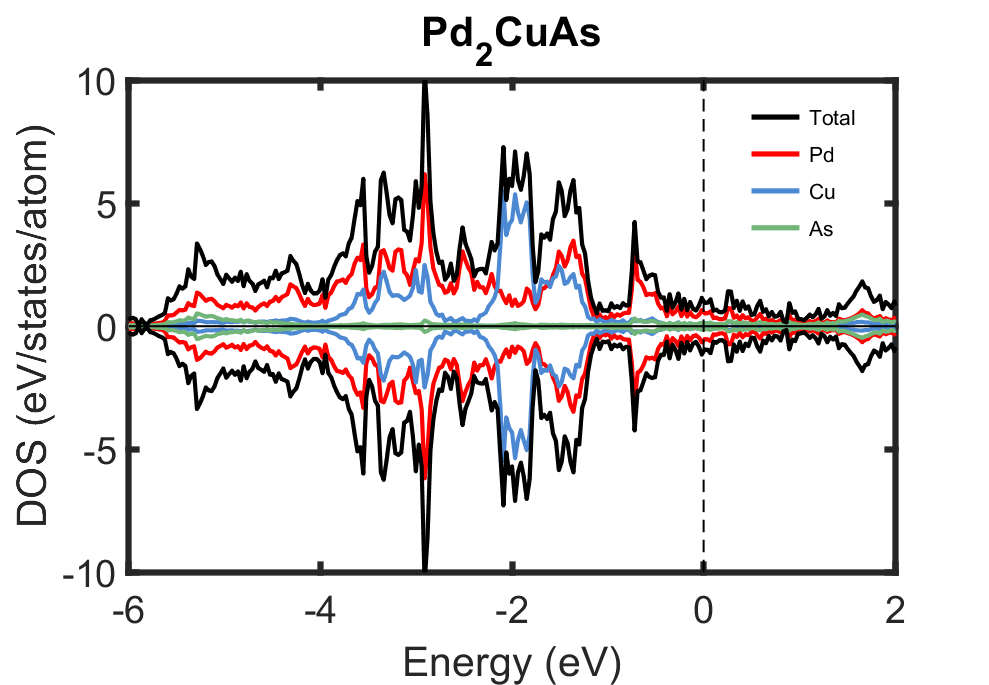 Pd2CuAs
DOS (eV/states/atom)
10
5
0
-5
-10
-6
-4
-2
0
2
Energy (eV)
Total
Pd
Cu
As